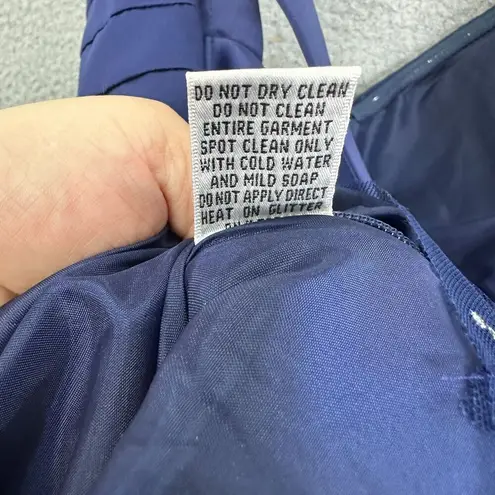 DO NOT DRY CLEAN
DO NOT CLEAN
ENTIRE GARMENT
SPOT CLEAN ONLY
WITH COLD WATER
AND MILD SOAP
DO NOT APPLY DIRECT
HEAT ON GLITTER